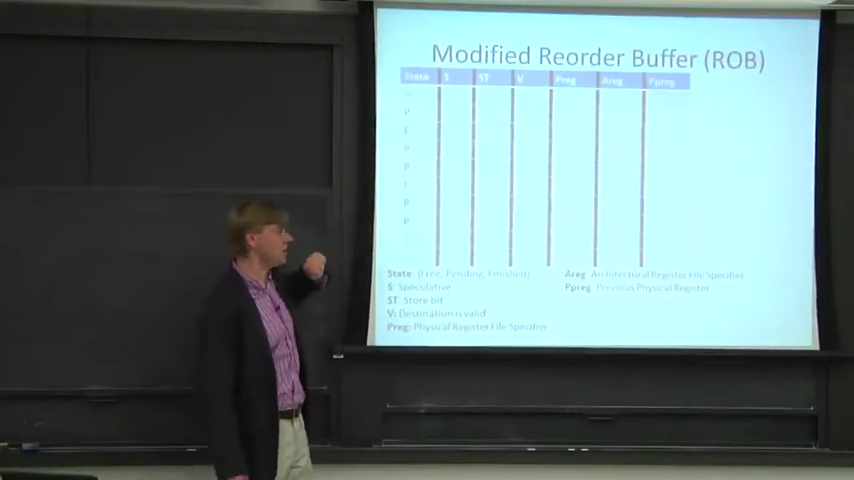 Modified Reorder Buffer (ROB)
State S ST V Preg Areg Ppreg
--
P
F
P
P
F
P
P
--
State: {Free, Pending, Finished}
S: Speculative
ST: Store bit
V: Destination is valid
Preg: Physical Register File Specifier
Areg: Architectural Register File Specifier
Ppreg: Previous Physical Register